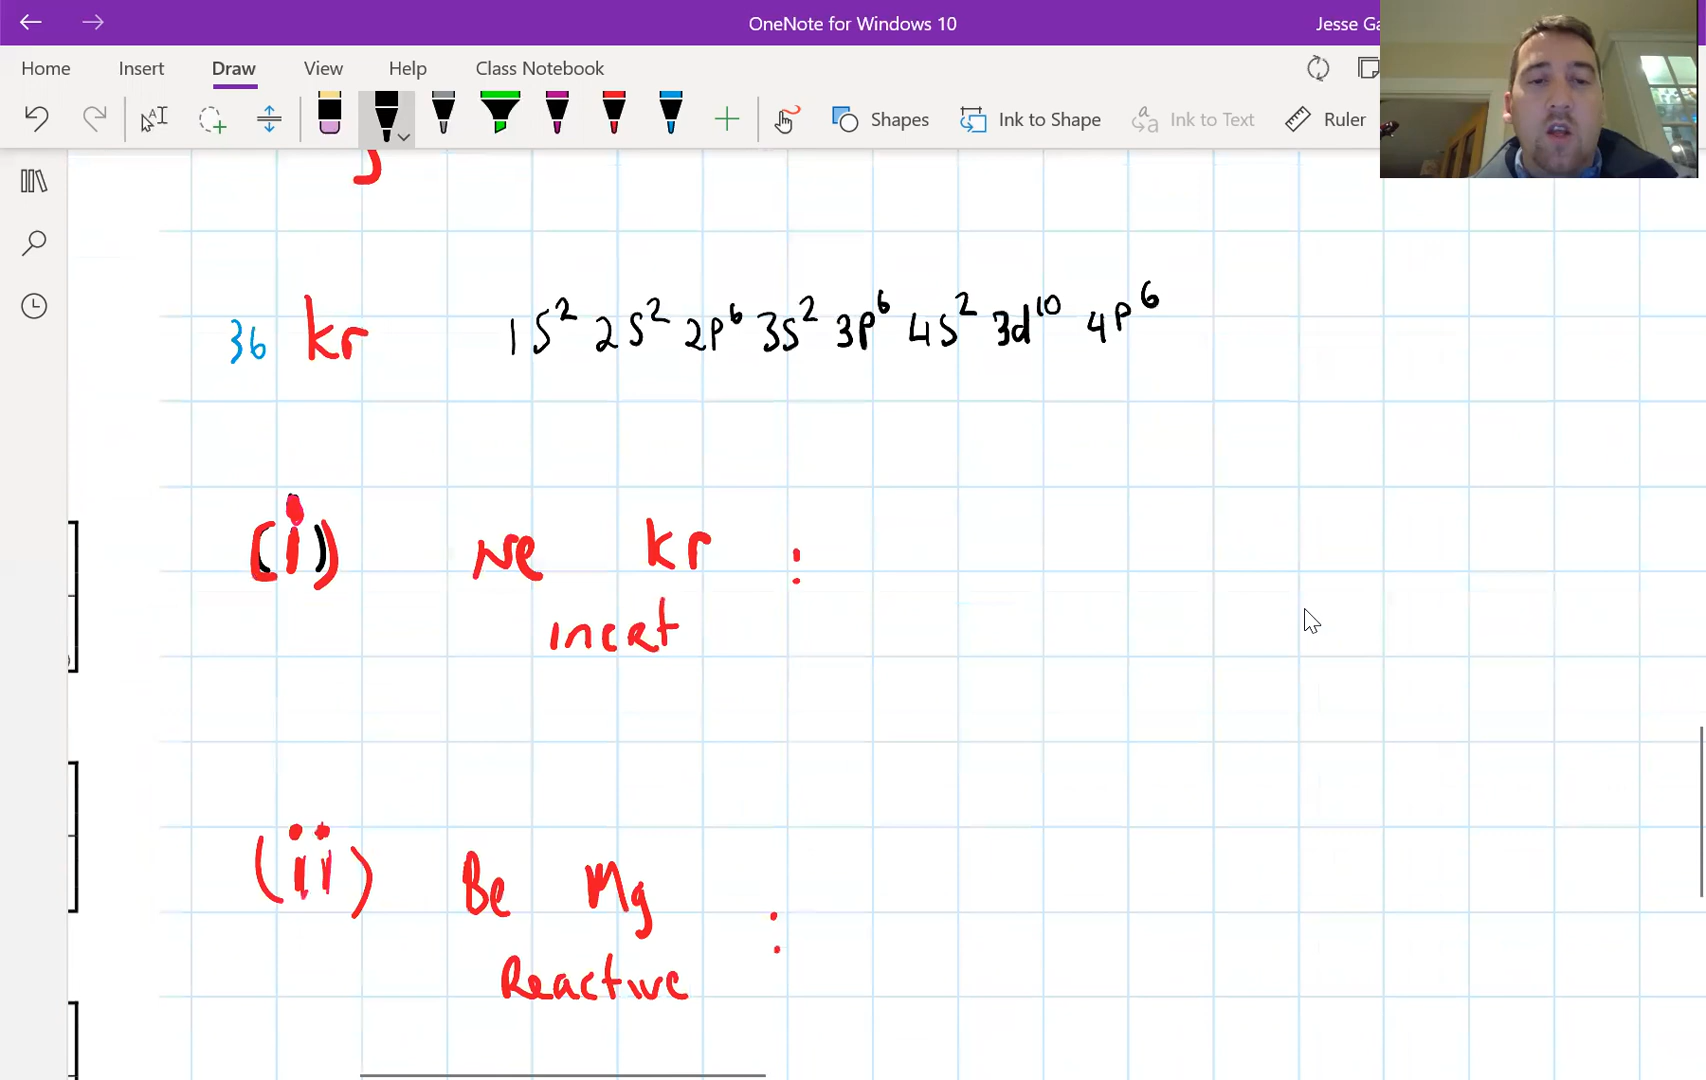 OneNote for Windows 10
Jesse Ga
Home Insert Draw View Help Class Notebook
Shapes Ink to Shape Ink to Text Ruler
36 kr 1s² 2s² 2p⁶ 3s² 3p⁶ 4s² 3d¹⁰ 4p⁶
(i) Ne kr :
inert
(ii) Be Mg :
Reactive